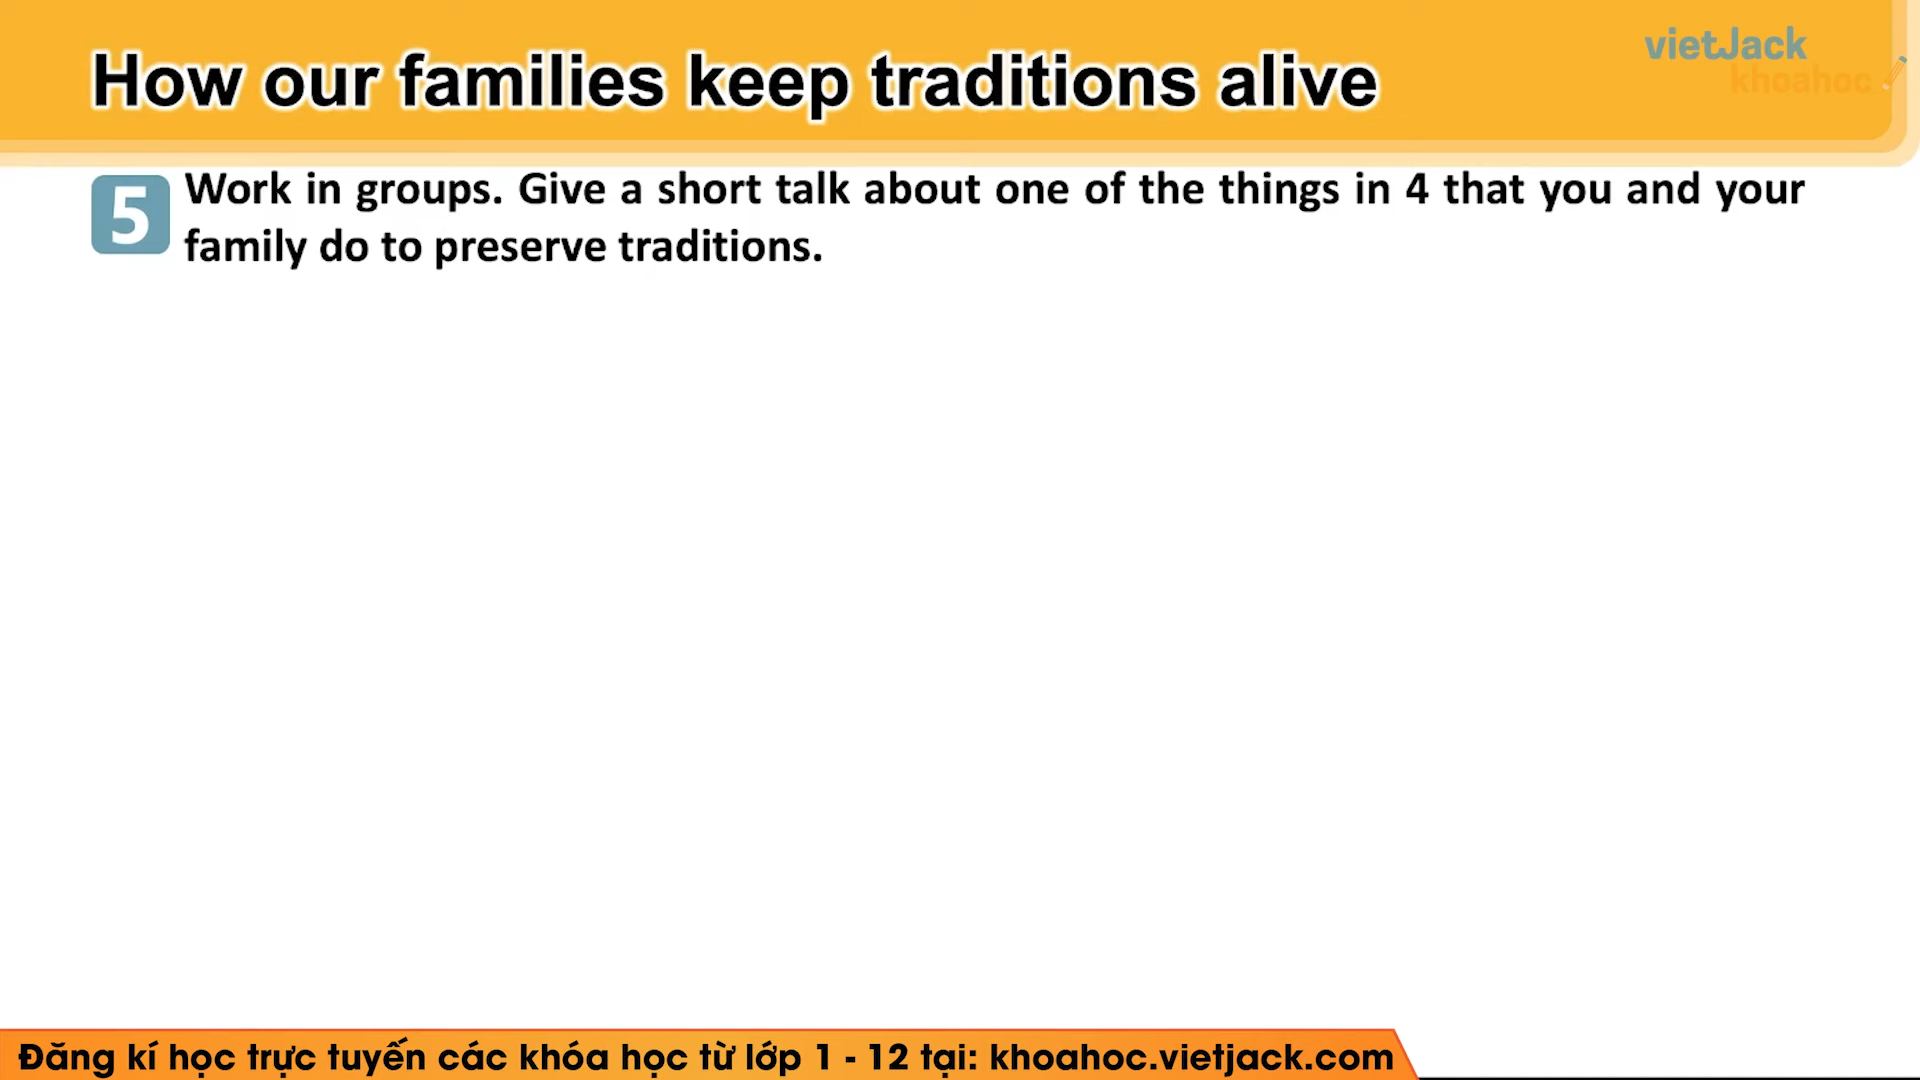 vietJack
khoahoc
How our families keep traditions alive
5 Work in groups. Give a short talk about one of the things in 4 that you and your
family do to preserve traditions.
Đăng kí học trực tuyến các khóa học từ lớp 1 - 12 tại: khoahoc.vietjack.com